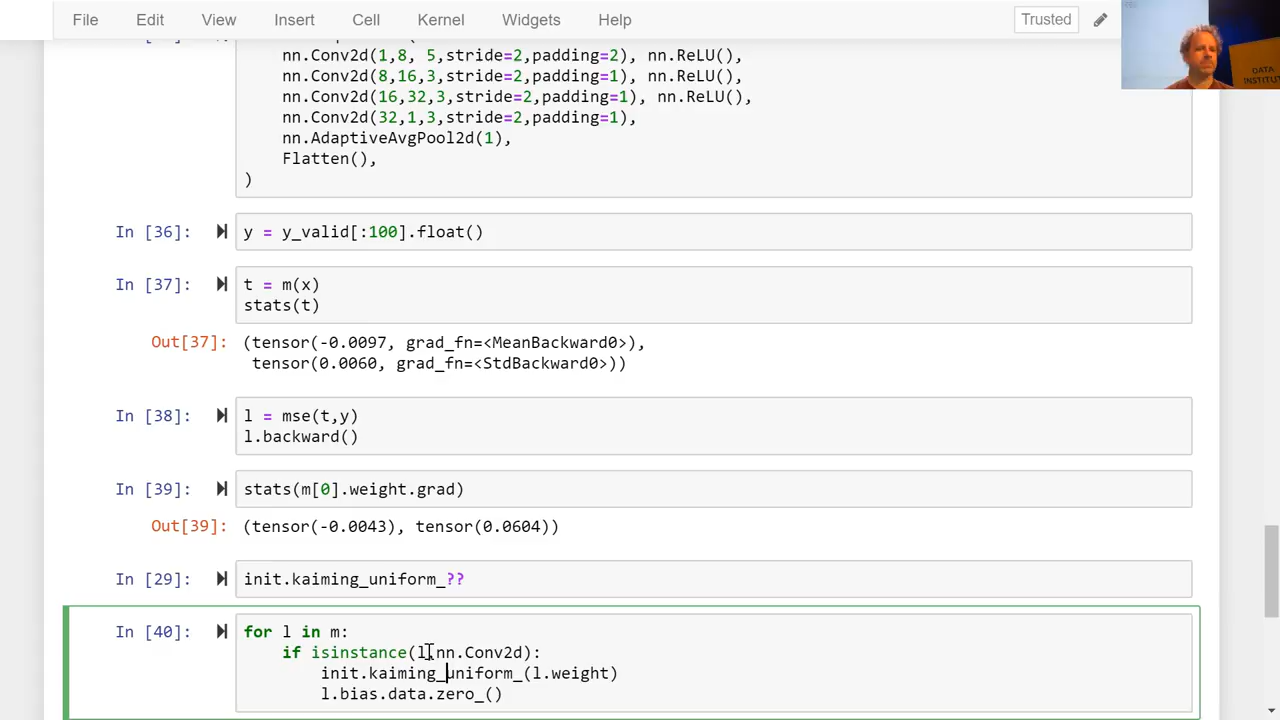 File Edit View Insert Cell Kernel Widgets Help Trusted
DATA
INSTITUT
nn.Conv2d(1,8, 5,stride=2,padding=2), nn.ReLU(),
nn.Conv2d(8,16,3,stride=2,padding=1), nn.ReLU(),
nn.Conv2d(16,32,3,stride=2,padding=1), nn.ReLU(),
nn.Conv2d(32,1,3,stride=2,padding=1),
nn.AdaptiveAvgPool2d(1),
Flatten(),
)
In [36]: y = y_valid[:100].float()
In [37]: t = m(x)
stats(t)
Out[37]: (tensor(-0.0097, grad_fn=<MeanBackward0>),
tensor(0.0060, grad_fn=<StdBackward0>))
In [38]: l = mse(t,y)
l.backward()
In [39]: stats(m[0].weight.grad)
Out[39]: (tensor(-0.0043), tensor(0.0604))
In [29]: init.kaiming_uniform_??
In [40]: for l in m:
if isinstance(l,nn.Conv2d):
init.kaiming_uniform_(l.weight)
l.bias.data.zero_()